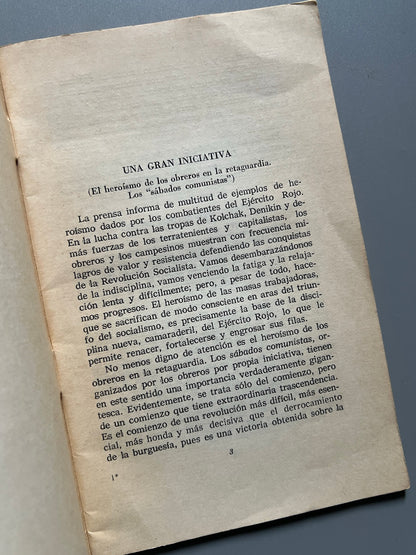 UNA GRAN INICIATIVA
(El heroísmo de los obreros en la retaguardia.
Los "sábados comunistas")
La prensa informa de multitud de ejemplos de he-
roísmo dados por los combatientes del Ejército Rojo.
En la lucha contra las tropas de Kolchak, Denikin y de-
más fuerzas de los terratenientes y capitalistas, los
obreros y los campesinos muestran con frecuencia mi-
lagros de valor y resistencia defendiendo las conquistas
de la Revolución Socialista. Vamos desembarazándonos
de la indisciplina, vamos venciendo la fatiga y la relaja-
ción lenta y difícilmente; pero, a pesar de todo, hace-
mos progresos. El heroísmo de las masas trabajadoras,
que se sacrifican de modo consciente en aras del triun-
fo del socialismo, es precisamente la base de la disci-
plina nueva, camaraderil, del Ejército Rojo, lo que le
permite renacer, fortalecerse y engrosar sus filas.
No menos digno de atención es el heroísmo de los
obreros en la retaguardia. Los sábados comunistas, or-
ganizados por los obreros por propia iniciativa, tienen
en este sentido una importancia verdaderamente gigan-
tesca. Evidentemente, se trata sólo del comienzo, pero
de un comienzo que tiene extraordinaria trascendencia.
Es el comienzo de una revolución más difícil, más esen-
cial, más honda y más decisiva que el derrocamiento
de la burguesía, pues es una victoria obtenida sobre la
1*
3